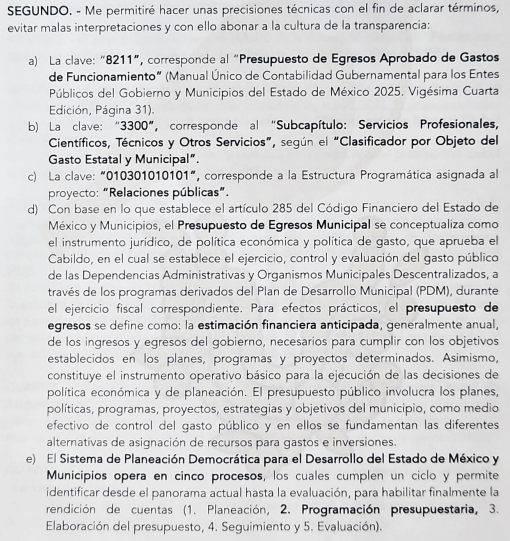 SEGUNDO. - Me permitiré hacer unas precisiones técnicas con el fin de aclarar términos,
evitar malas interpretaciones y con ello abonar a la cultura de la transparencia:
a) La clave: "8211", corresponde al "Presupuesto de Egresos Aprobado de Gastos
de Funcionamiento" (Manual Único de Contabilidad Gubernamental para los Entes
Públicos del Gobierno y Municipios del Estado de México 2025. Vigésima Cuarta
Edición, Página 31).
b) La clave: "3300", corresponde al "Subcapítulo: Servicios Profesionales,
Científicos, Técnicos y Otros Servicios", según el "Clasificador por Objeto del
Gasto Estatal y Municipal".
c) La clave: "010301010101", corresponde a la Estructura Programática asignada al
proyecto: "Relaciones públicas".
d) Con base en lo que establece el artículo 285 del Código Financiero del Estado de
México y Municipios, el Presupuesto de Egresos Municipal se conceptualiza como
el instrumento jurídico, de política económica y política de gasto, que aprueba el
Cabildo, en el cual se establece el ejercicio, control y evaluación del gasto público
de las Dependencias Administrativas y Organismos Municipales Descentralizados, a
través de los programas derivados del Plan de Desarrollo Municipal (PDM), durante
el ejercicio fiscal correspondiente. Para efectos prácticos, el presupuesto de
egresos se define como: la estimación financiera anticipada, generalmente anual,
de los ingresos y egresos del gobierno, necesarios para cumplir con los objetivos
establecidos en los planes, programas y proyectos determinados. Asimismo,
constituye el instrumento operativo básico para la ejecución de las decisiones de
política económica y de planeación. El presupuesto público involucra los planes,
políticas, programas, proyectos, estrategias y objetivos del municipio, como medio
efectivo de control del gasto público y en ellos se fundamentan las diferentes
alternativas de asignación de recursos para gastos e inversiones.
e) El Sistema de Planeación Democrática para el Desarrollo del Estado de México y
Municipios opera en cinco procesos, los cuales cumplen un ciclo y permite
identificar desde el panorama actual hasta la evaluación, para habilitar finalmente la
rendición de cuentas (1. Planeación, 2. Programación presupuestaria, 3.
Elaboración del presupuesto, 4. Seguimiento y 5. Evaluación).